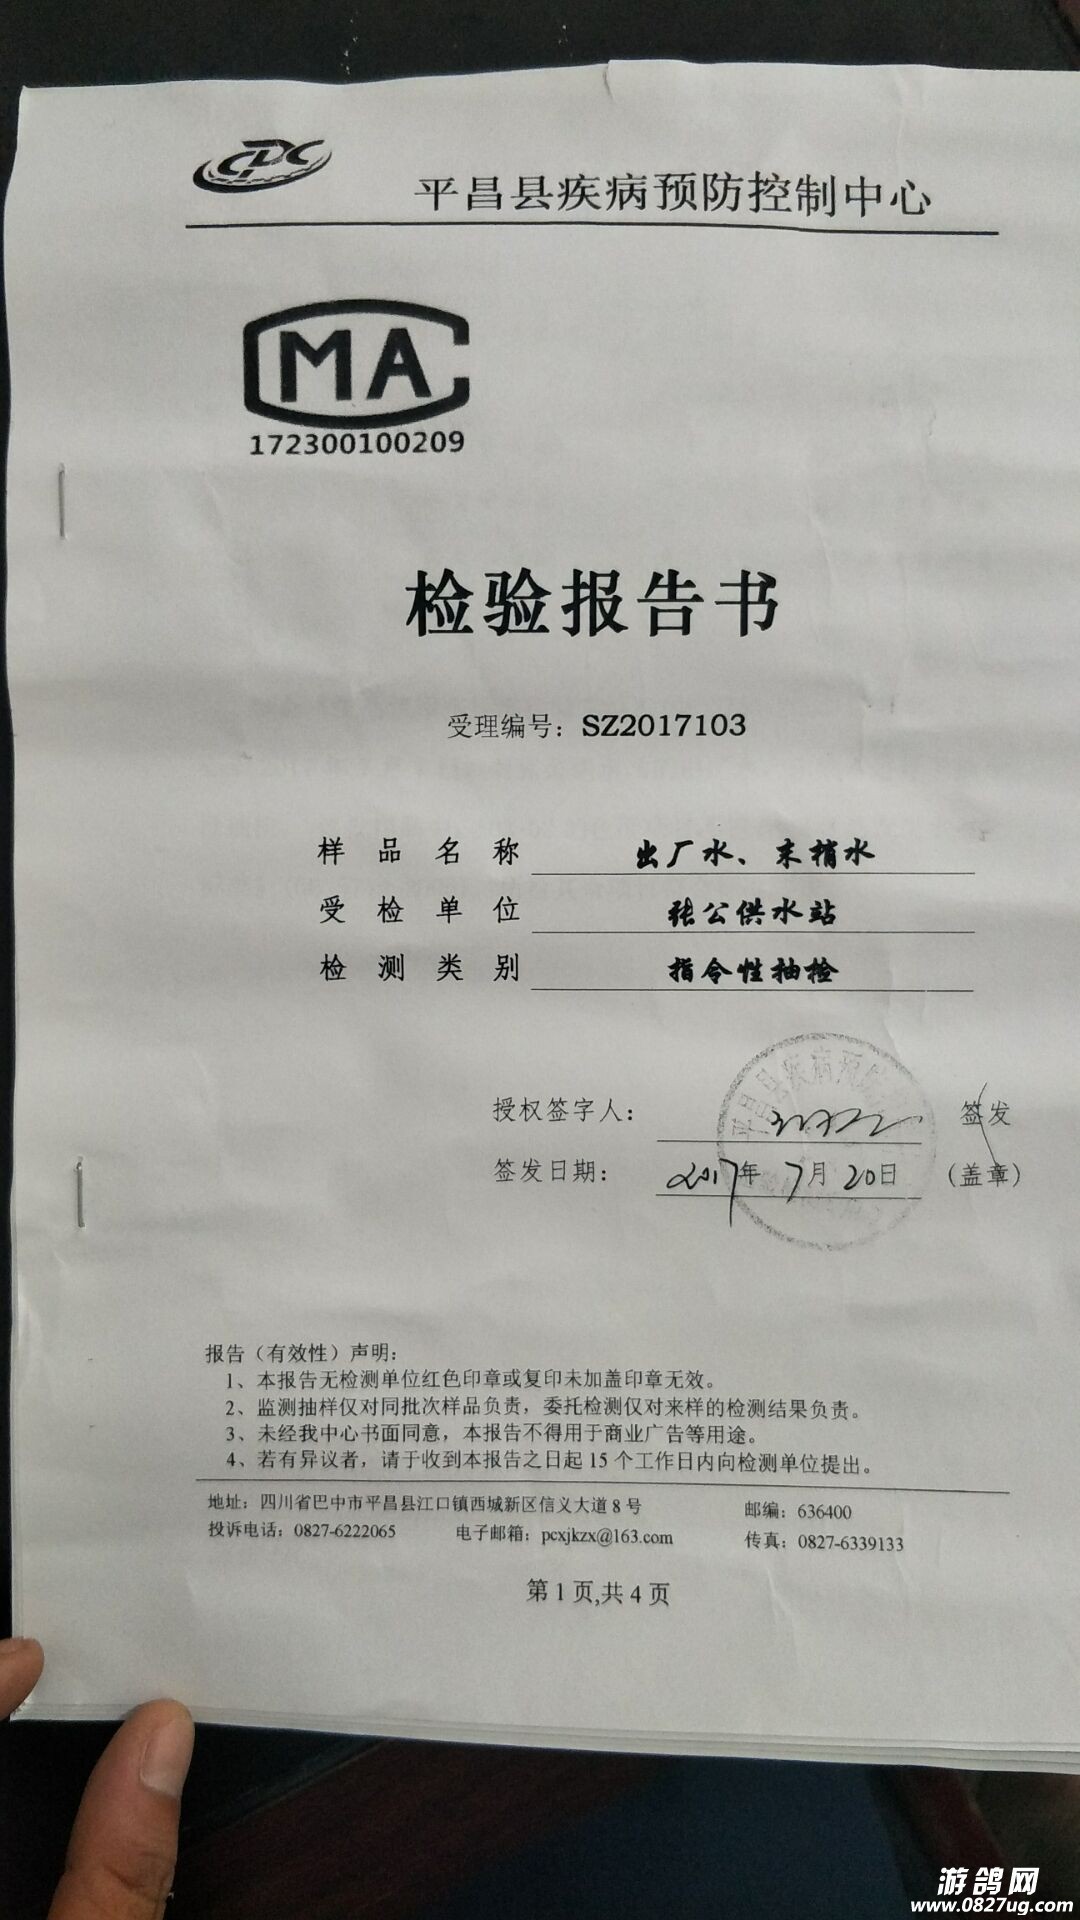 CDC
平昌县疾病预防控制中心
MA
172300100209
检验报告书
受理编号：SZ2017103
样品名称 出厂水、末梢水
受检单位 张公供水站
检测类别 指令性抽检
授权签字人： 签发
签发日期： 2017年7月20日 (盖章)
平昌县疾病预防
报告（有效性）声明：
1、本报告无检测单位红色印章或复印未加盖印章无效。
2、监测抽样仅对同批次样品负责，委托检测仅对来样的检测结果负责。
3、未经我中心书面同意，本报告不得用于商业广告等用途。
4、若有异议者，请于收到本报告之日起 15 个工作日内向检测单位提出。
地址：四川省巴中市平昌县江口镇西城新区信义大道 8 号 邮编：636400
投诉电话：0827-6222065 电子邮箱：pcxjkzx@163.com 传真：0827-6339133
第 1 页,共 4 页
游鸽网
www.0827ug.com